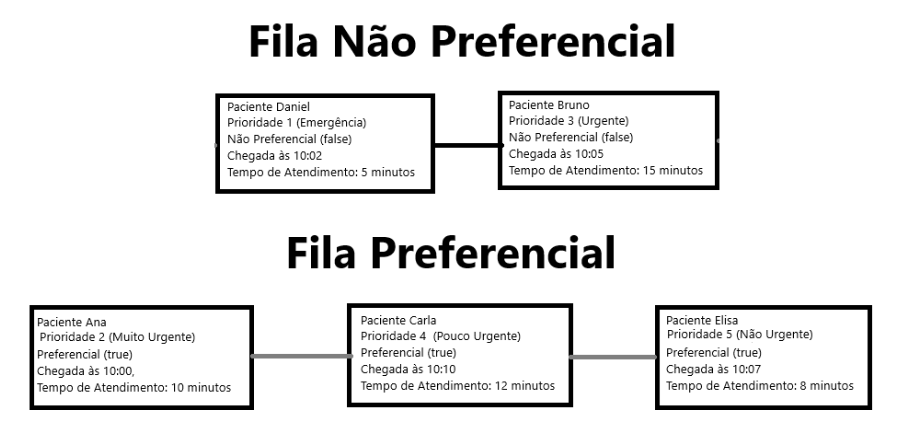 Fila Não Preferencial
Paciente Daniel
Prioridade 1 (Emergência)
Não Preferencial (false)
Chegada às 10:02
Tempo de Atendimento: 5 minutos
Paciente Bruno
Prioridade 3 (Urgente)
Não Preferencial (false)
Chegada às 10:05
Tempo de Atendimento: 15 minutos
Fila Preferencial
Paciente Ana
Prioridade 2 (Muito Urgente)
Preferencial (true)
Chegada às 10:00,
Tempo de Atendimento: 10 minutos
Paciente Carla
Prioridade 4 (Pouco Urgente)
Preferencial (true)
Chegada às 10:10
Tempo de Atendimento: 12 minutos
Paciente Elisa
Prioridade 5 (Não Urgente)
Preferencial (true)
Chegada às 10:07
Tempo de Atendimento: 8 minutos